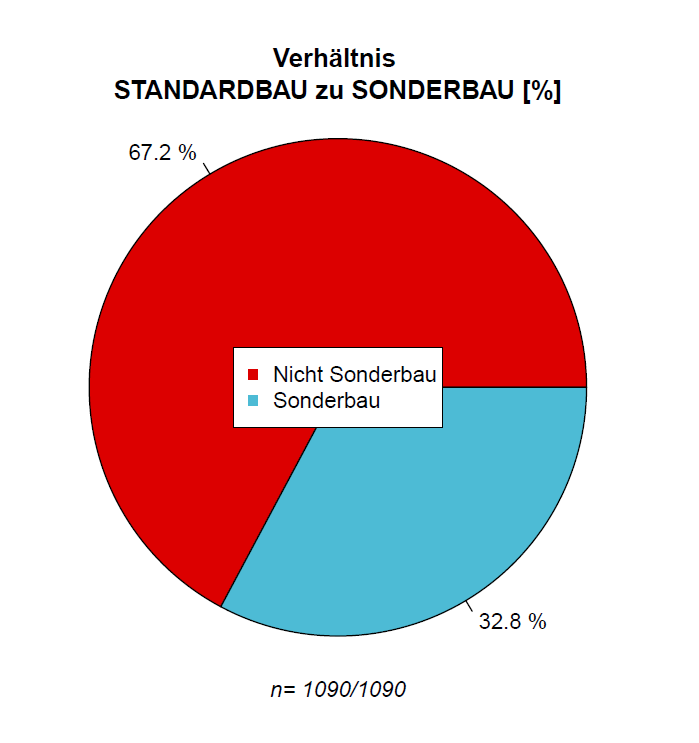 Verhältnis
STANDARDBAU zu SONDERBAU [%]
67.2 %
Nicht Sonderbau
Sonderbau
32.8 %
n= 1090/1090